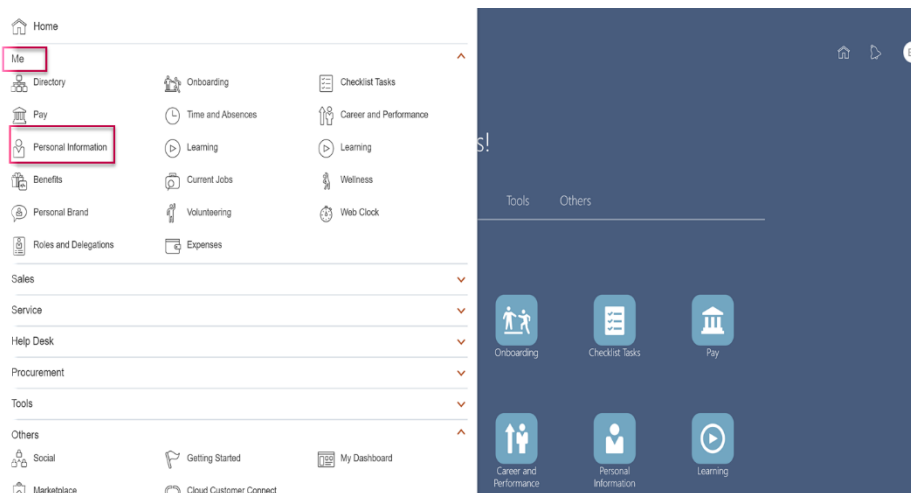 Home
Me
Directory
Onboarding
Checklist Tasks
Pay
Time and Absences
Career and Performance
Personal Information
Learning
Learning
Benefits
Current Jobs
Wellness
Personal Brand
Volunteering
Web Clock
Roles and Delegations
Expenses
Sales
Service
Help Desk
Procurement
Tools
Others
Social
Getting Started
My Dashboard
Marketplace
Cloud Customer Connect
s!
Tools
Others
Onboarding
Checklist Tasks
Pay
Career and
Performance
Personal
Information
Learning